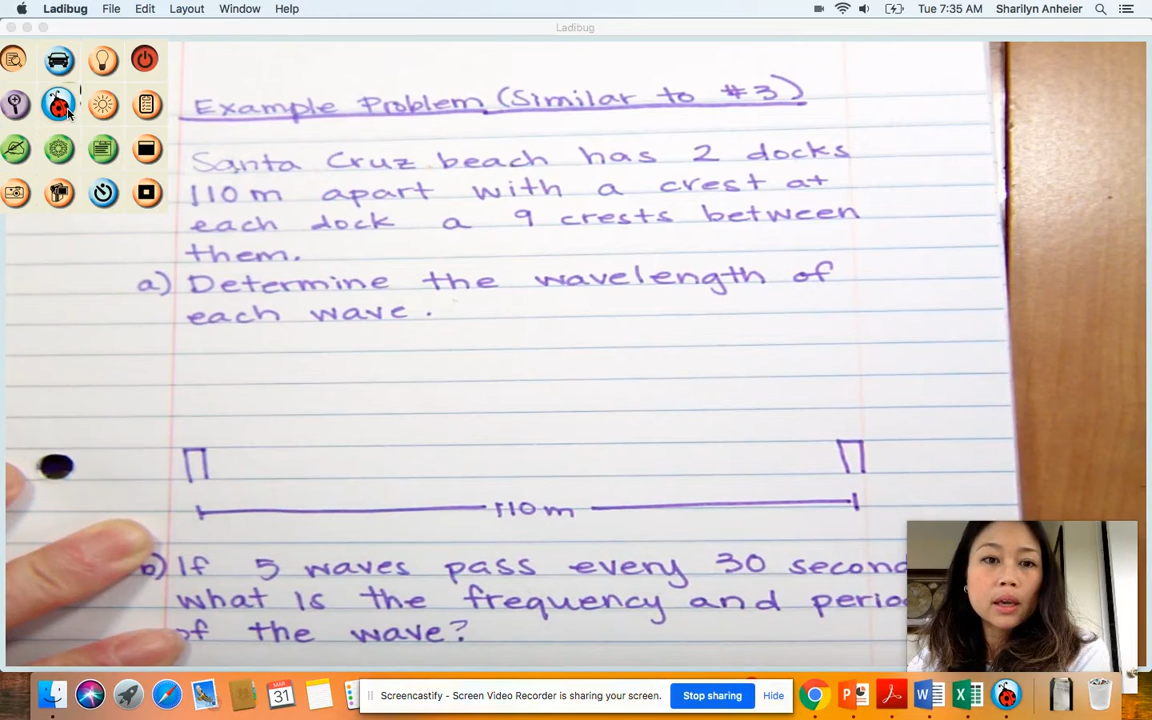 Ladibug File Edit Layout Window Help Tue 7:35 AM Sharilyn Anheier
Ladibug
Example Problem (Similar to #3)
Santa Cruz beach has 2 docks
110 m apart with a crest at
each dock a 9 crests between
them.
a) Determine the wavelength of
each wave.
110 m
b) If 5 waves pass every 30 second
what is the frequency and perio
of the wave?
31
Screencastify - Screen Video Recorder is sharing your screen. Stop sharing Hide